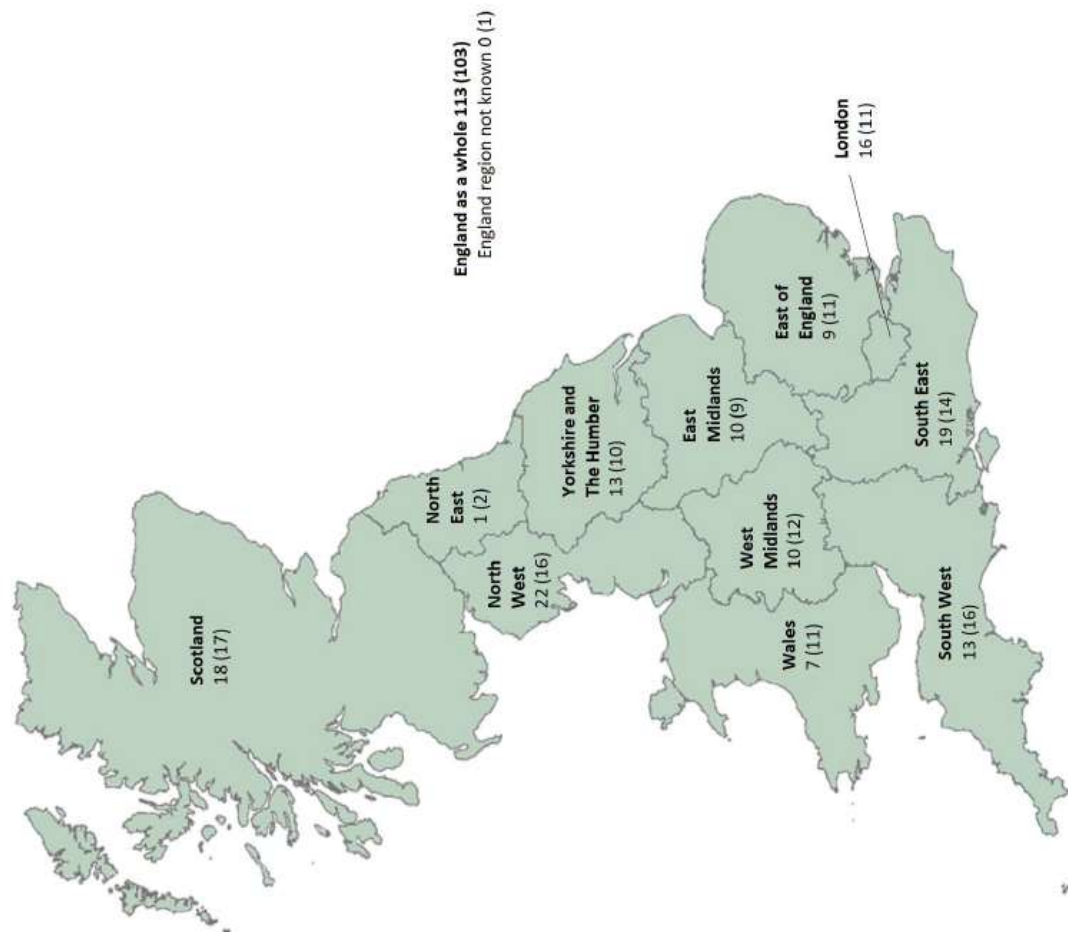 England as a whole 113 (103)
England region not known 0 (1)
Scotland
18 (17)
North
East
1 (2)
North
West
22 (16)
Yorkshire and
The Humber
13 (10)
East
Midlands
10 (9)
West
Midlands
10 (12)
East of
England
9 (11)
Wales
7 (11)
London
16 (11)
South East
19 (14)
South West
13 (16)